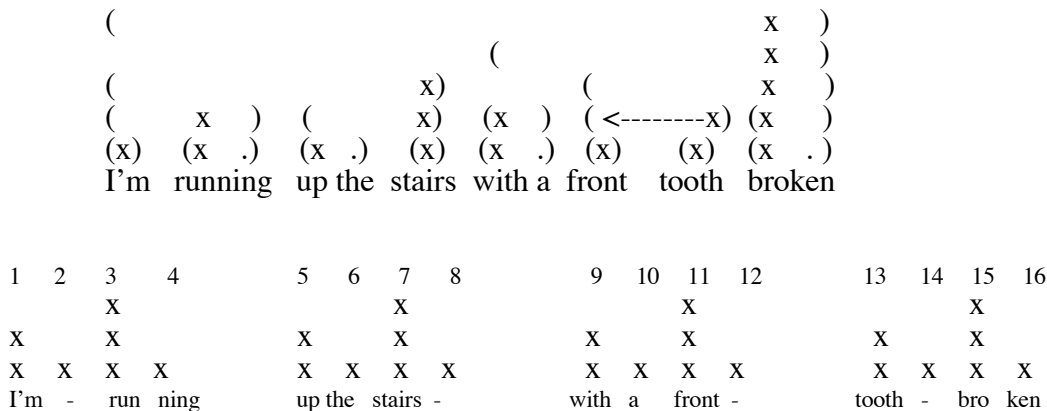 ( x )
( x )
( x) ( x )
( x ) ( x) (x ) ( <--------x) (x )
(x) (x .) (x .) (x) (x .) (x) (x) (x . )
I'm running up the stairs with a front tooth broken
1 2 3 4 5 6 7 8 9 10 11 12 13 14 15 16
x x x x
x x x x x x x x
x x x x x x x x x x x x x x x x
I'm - run ning up the stairs - with a front - tooth - bro ken